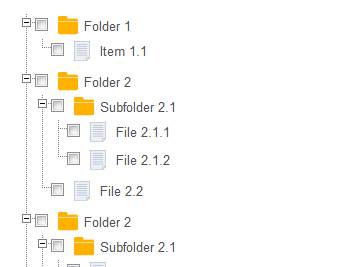 Folder 1
Item 1.1
Folder 2
Subfolder 2.1
File 2.1.1
File 2.1.2
File 2.2
Folder 2
Subfolder 2.1